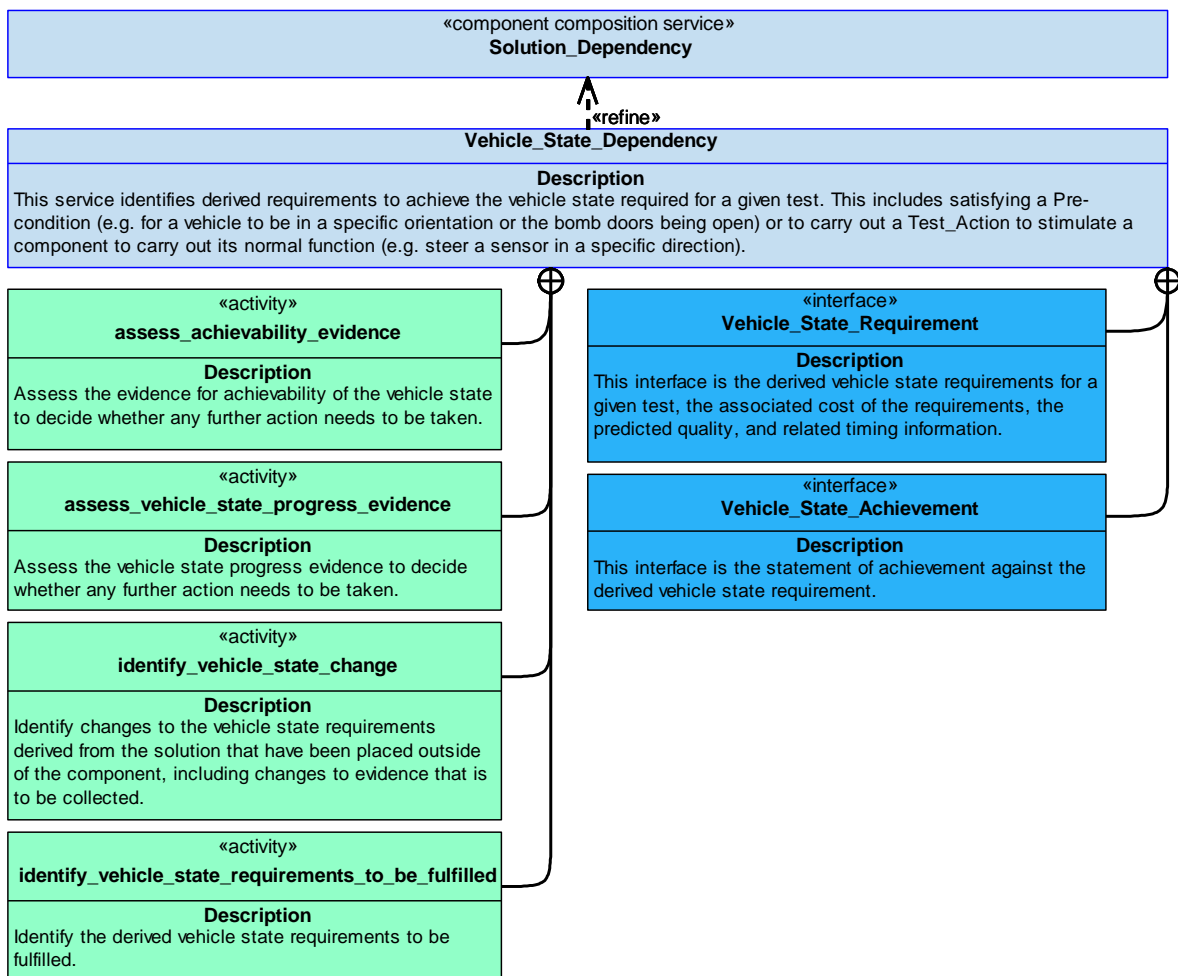 «component composition service»
Solution_Dependency
«refine»
Vehicle_State_Dependency
Description
This service identifies derived requirements to achieve the vehicle state required for a given test. This includes satisfying a Pre-
condition (e.g. for a vehicle to be in a specific orientation or the bomb doors being open) or to carry out a Test_Action to stimulate a
component to carry out its normal function (e.g. steer a sensor in a specific direction).
«activity»
assess_achievability_evidence
Description
Assess the evidence for achievability of the vehicle state
to decide whether any further action needs to be taken.
«activity»
assess_vehicle_state_progress_evidence
Description
Assess the vehicle state progress evidence to decide
whether any further action needs to be taken.
«activity»
identify_vehicle_state_change
Description
Identify changes to the vehicle state requirements
derived from the solution that have been placed outside
of the component, including changes to evidence that is
to be collected.
«activity»
identify_vehicle_state_requirements_to_be_fulfilled
Description
Identify the derived vehicle state requirements to be
fulfilled.
«interface»
Vehicle_State_Requirement
Description
This interface is the derived vehicle state requirements for a
given test, the associated cost of the requirements, the
predicted quality, and related timing information.
«interface»
Vehicle_State_Achievement
Description
This interface is the statement of achievement against the
derived vehicle state requirement.